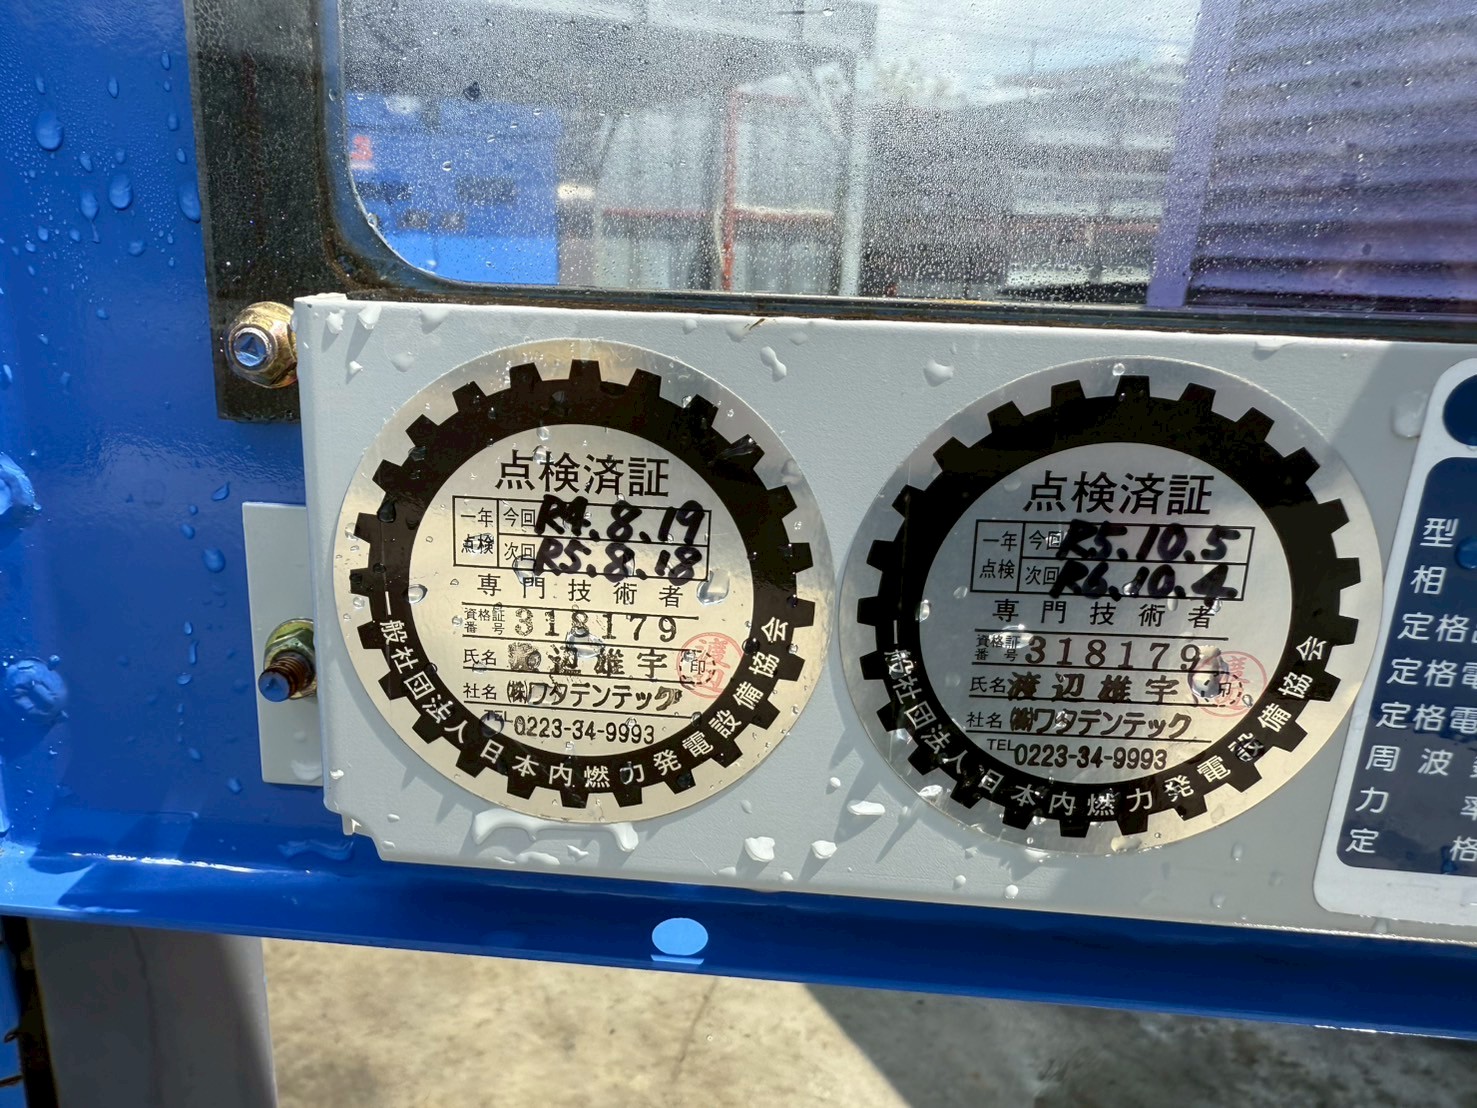 点検済証
一年点検
今回 R4.8.19
次回 R5.8.18
専門技術者
資格証番号 318179
氏名 渡辺雄宇 印
社名 ㈱ワタデンテック
TEL 0223-34-9993
一般社団法人日本内燃力発電設備協会
点検済証
一年点検
今回 R5.10.5
次回 R6.10.4
専門技術者
資格証番号 318179
氏名 渡辺雄宇 印
社名 ㈱ワタデンテック
TEL 0223-34-9993
一般社団法人日本内燃力発電設備協会
型
相
定格
定格電
定格電
周波
力率
定格